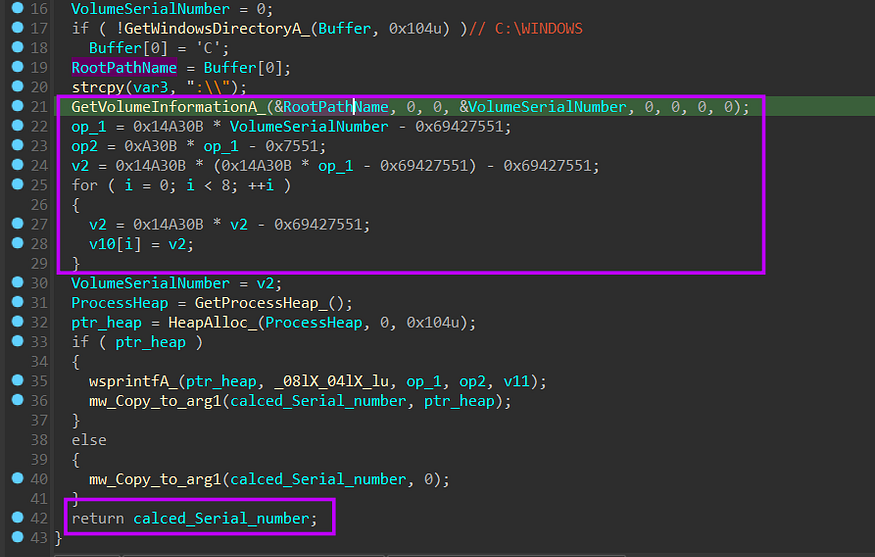 16 VolumeSerialNumber = 0;
17 if ( !GetWindowsDirectoryA_(Buffer, 0x104u) )// C:\WINDOWS
18 Buffer[0] = 'C';
19 RootPathName = Buffer[0];
20 strcpy(var3, ":\\");
21 GetVolumeInformationA_(&RootPathName, 0, 0, &VolumeSerialNumber, 0, 0, 0, 0);
22 op_1 = 0x14A30B * VolumeSerialNumber - 0x69427551;
23 op2 = 0xA30B * op_1 - 0x7551;
24 v2 = 0x14A30B * (0x14A30B * op_1 - 0x69427551) - 0x69427551;
25 for ( i = 0; i < 8; ++i )
26 {
27 v2 = 0x14A30B * v2 - 0x69427551;
28 v10[i] = v2;
29 }
30 VolumeSerialNumber = v2;
31 ProcessHeap = GetProcessHeap_();
32 ptr_heap = HeapAlloc_(ProcessHeap, 0, 0x104u);
33 if ( ptr_heap )
34 {
35 wsprintfA_(ptr_heap, _08lX_04lX_lu, op_1, op2, v11);
36 mw_Copy_to_arg1(calced_Serial_number, ptr_heap);
37 }
38 else
39 {
40 mw_Copy_to_arg1(calced_Serial_number, 0);
41 }
42 return calced_Serial_number;
43 }